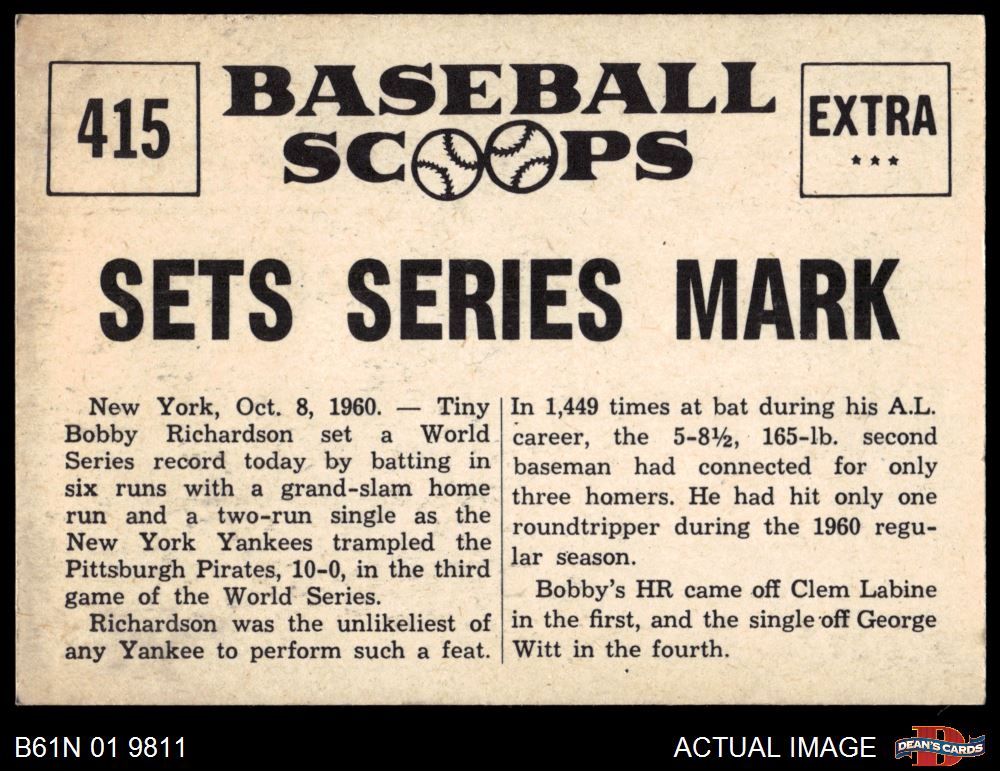 415
BASEBALL
SCOOPS
EXTRA
***
SETS SERIES MARK
New York, Oct. 8, 1960. — Tiny
Bobby Richardson set a World
Series record today by batting in
six runs with a grand-slam home
run and a two-run single as the
New York Yankees trampled the
Pittsburgh Pirates, 10-0, in the third
game of the World Series.
Richardson was the unlikeliest of
any Yankee to perform such a feat.
In 1,449 times at bat during his A.L.
career, the 5-8½, 165-lb. second
baseman had connected for only
three homers. He had hit only one
roundtripper during the 1960 regu-
lar season.
Bobby's HR came off Clem Labine
in the first, and the single off George
Witt in the fourth.
B61N 01 9811
ACTUAL IMAGE
DEAN'S CARDS